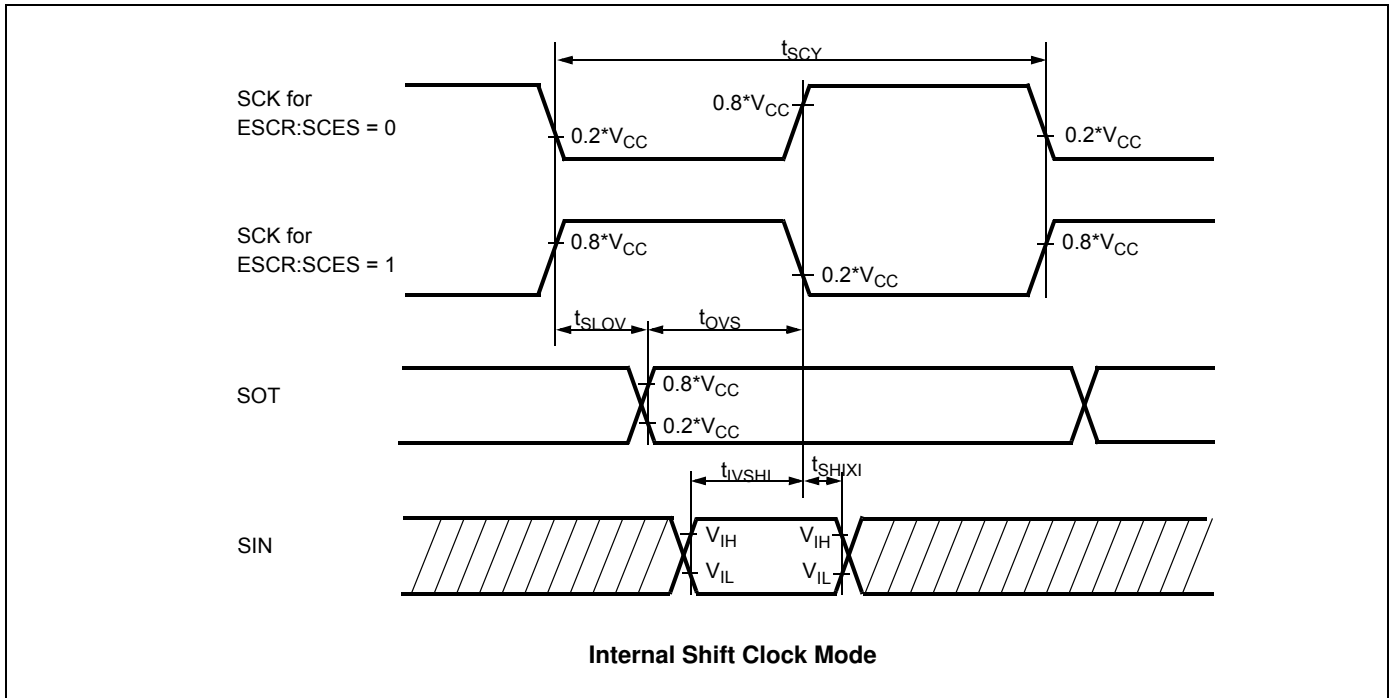 tSCY
SCK for
ESCR:SCES = 0
0.8*VCC
0.2*VCC
0.2*VCC
SCK for
ESCR:SCES = 1
0.8*VCC
0.2*VCC
0.8*VCC
tSLOV
tOVS
SOT
0.8*VCC
0.2*VCC
tIVSHI
tSHIXI
SIN
VIH
VIH
VIL
VIL
Internal Shift Clock Mode